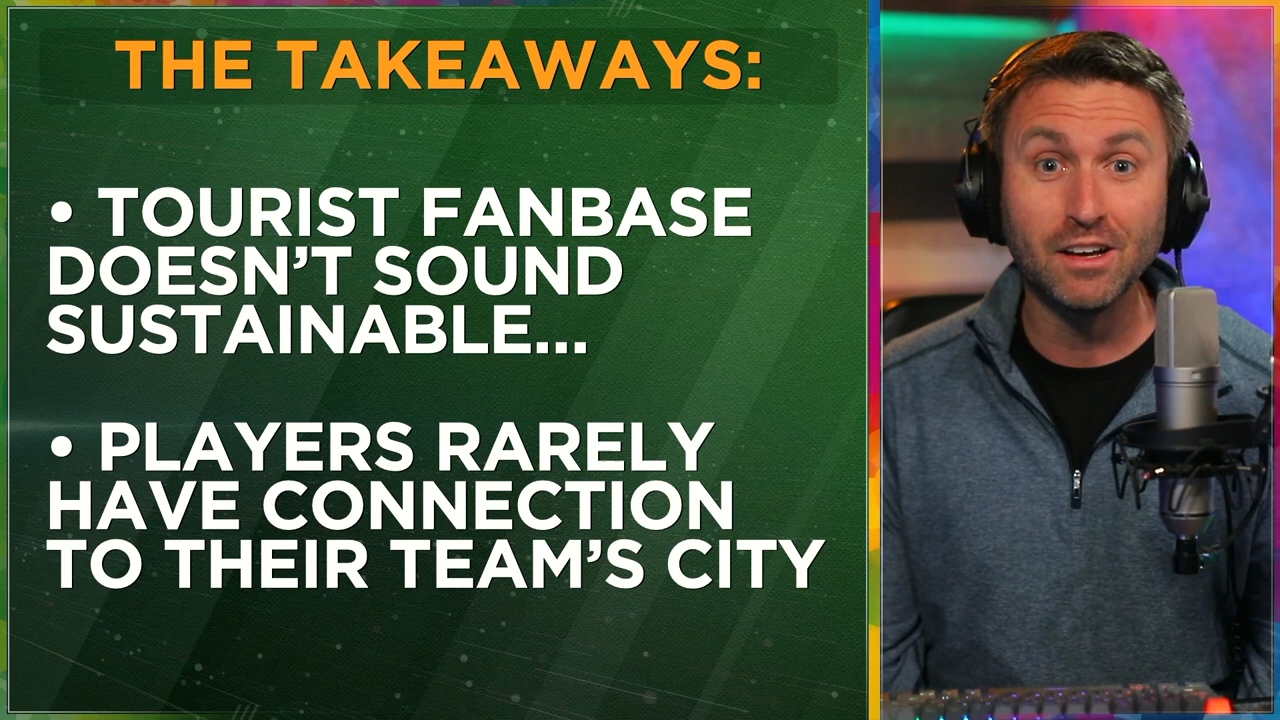 THE TAKEAWAYS:
• TOURIST FANBASE
DOESN’T SOUND
SUSTAINABLE...
• PLAYERS RARELY
HAVE CONNECTION
TO THEIR TEAM’S CITY